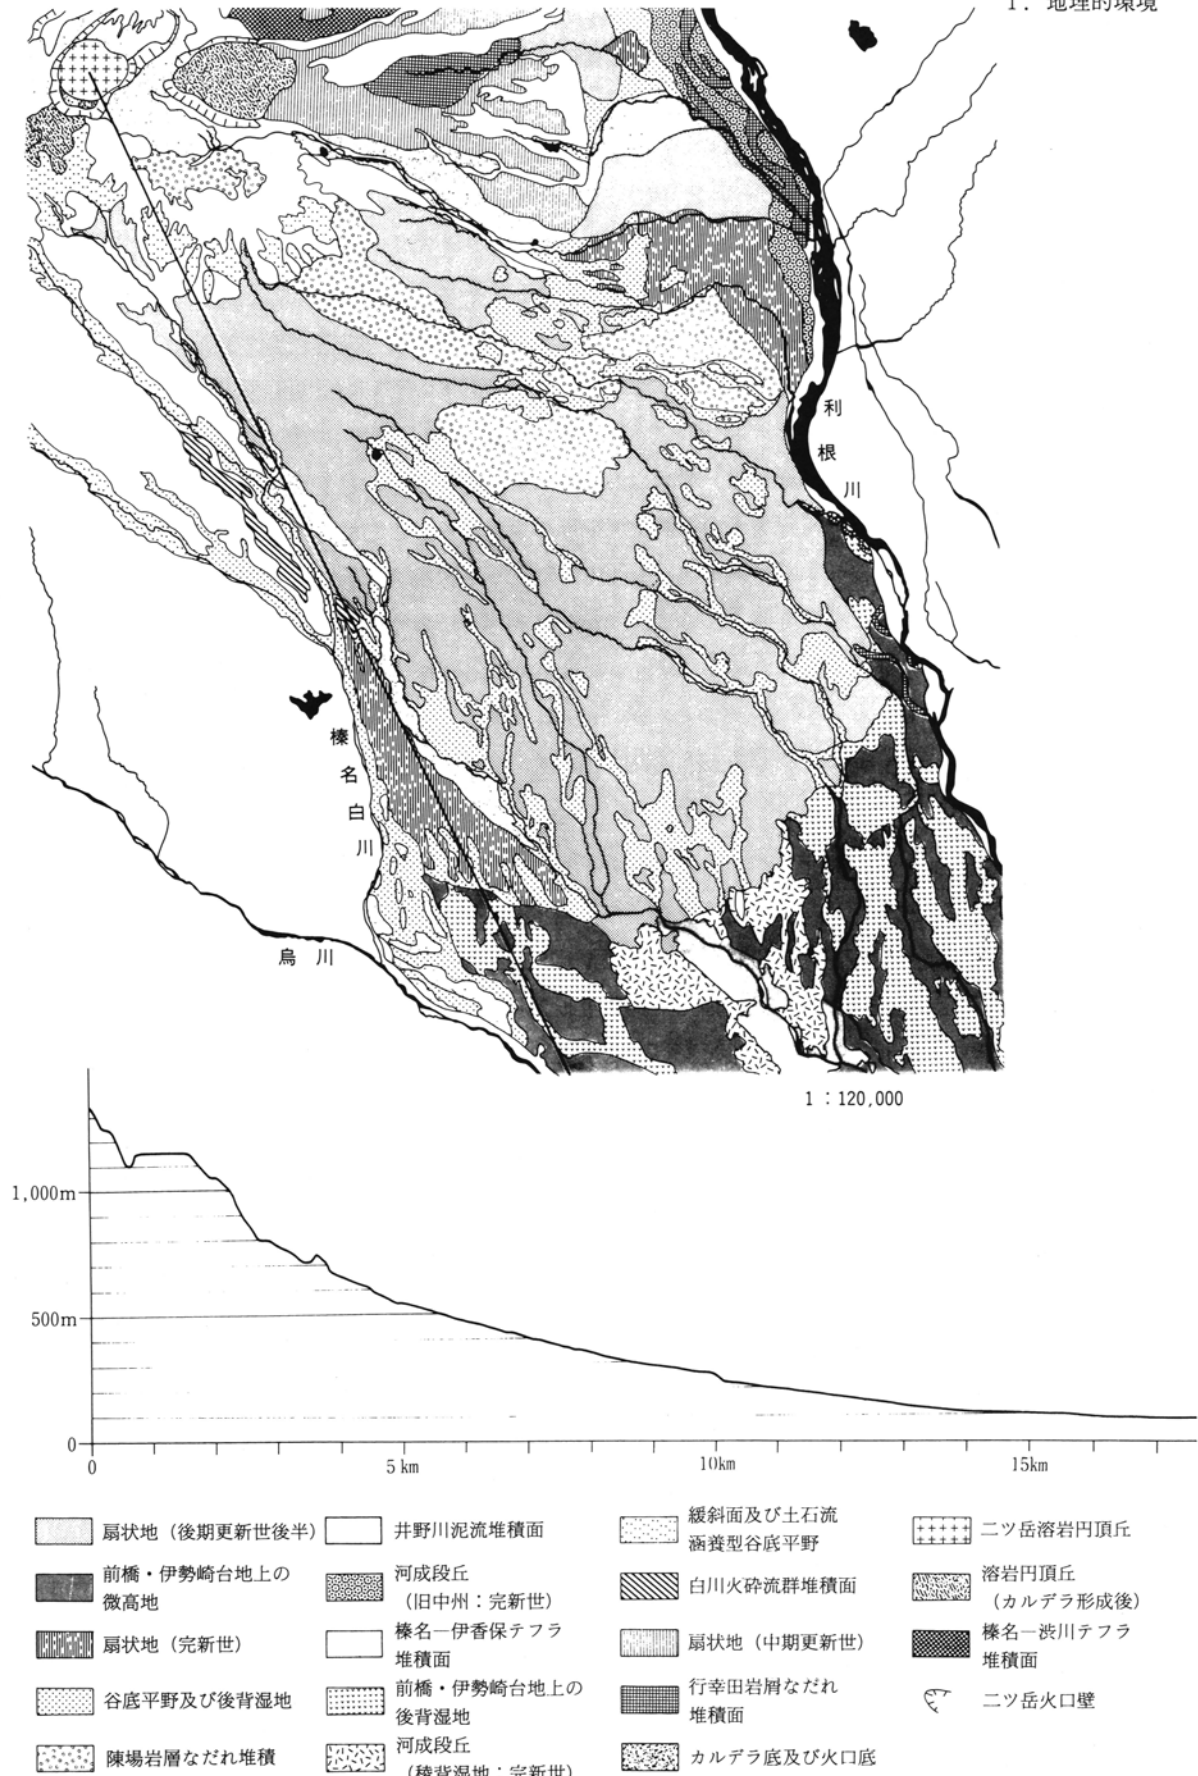 1. 地理的環境
利
根
川
榛
名
白
川
烏 川
1 : 120,000
1,000m
500m
0
0
5 km
10km
15km
扇状地 (後期更新世後半)
前橋・伊勢崎台地上の
微高地
扇状地 (完新世)
谷底平野及び後背湿地
陣場岩屑なだれ堆積
井野川泥流堆積面
河成段丘
(旧中州:完新世)
榛名—伊香保テフラ
堆積面
前橋・伊勢崎台地上の
後背湿地
河成段丘
緩斜面及び土石流
涵養型谷底平野
白川火砕流群堆積面
扇状地 (中期更新世)
行幸田岩屑なだれ
堆積面
カルデラ底及び火口底
二ツ岳溶岩円頂丘
溶岩円頂丘
(カルデラ形成後)
榛名—渋川テフラ
堆積面
二ツ岳火口壁